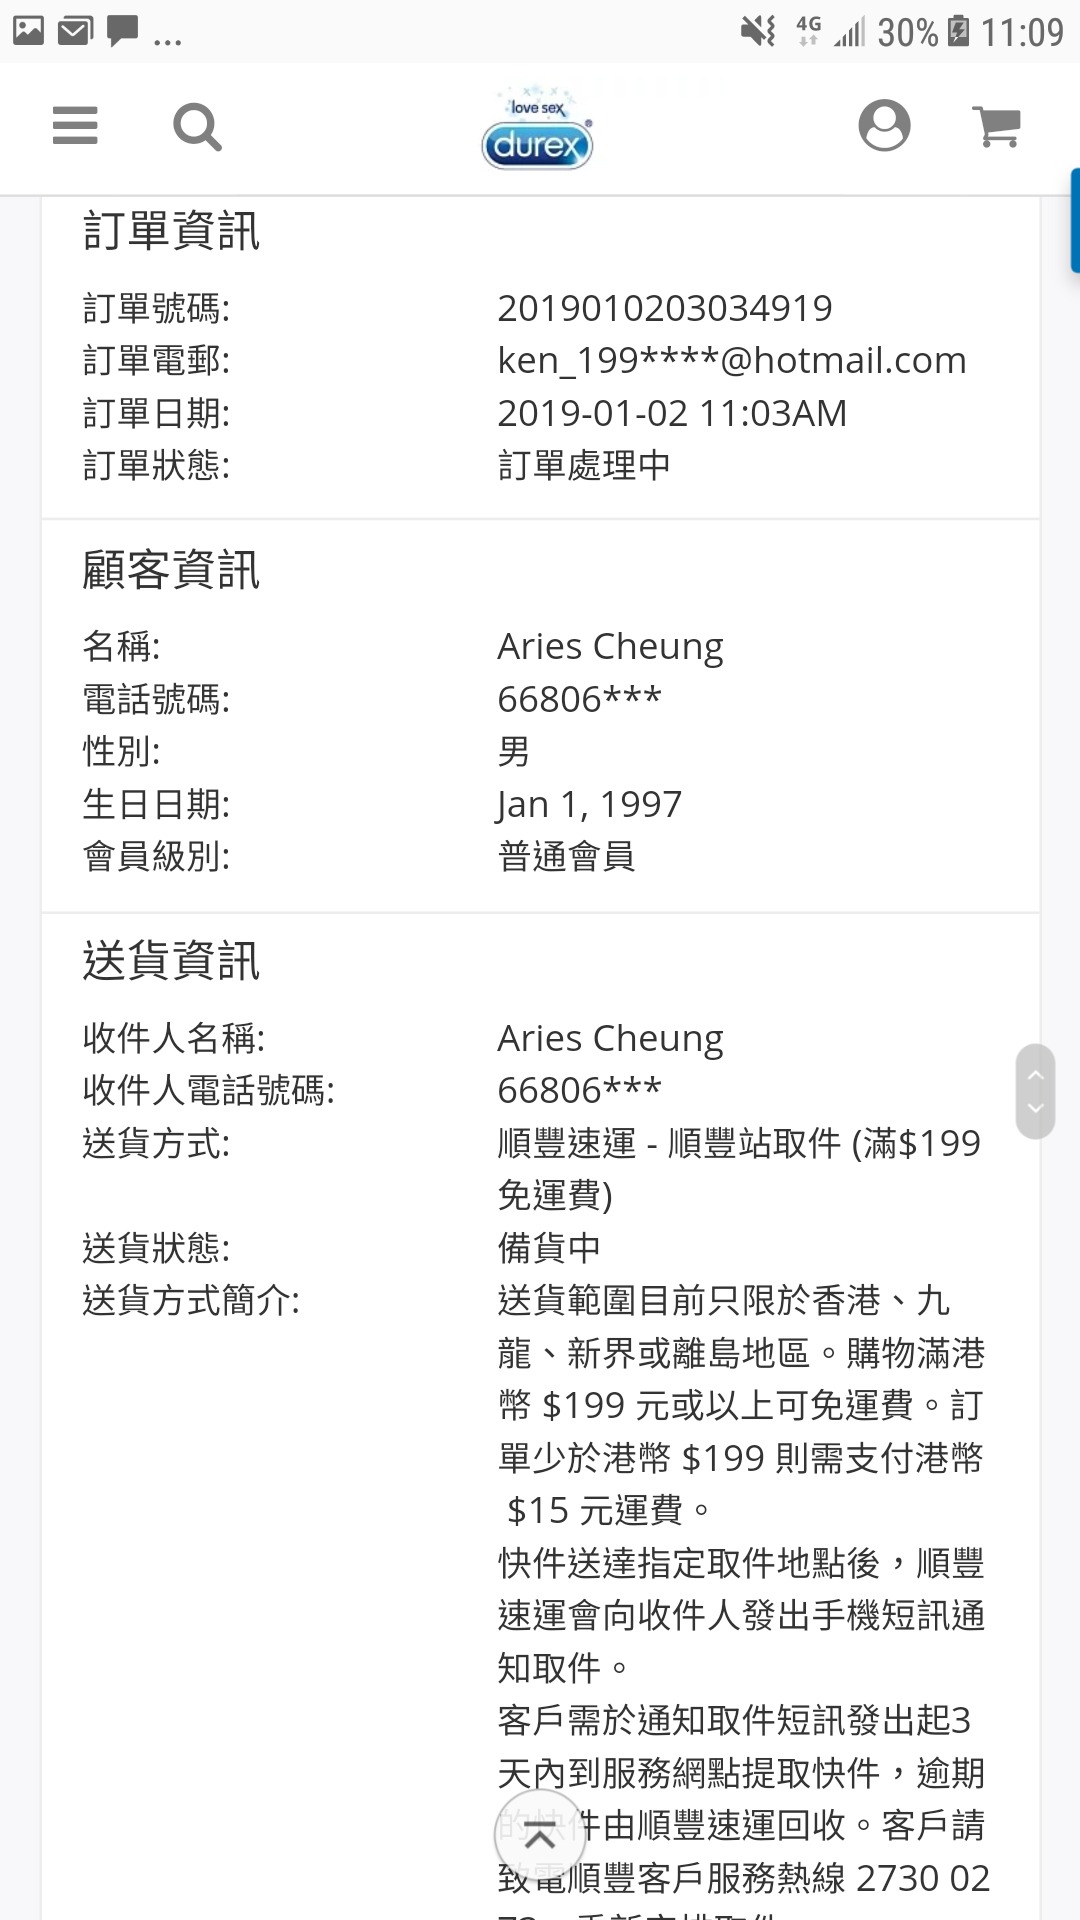 4G 30% 11:09
love sex
durex
訂單資訊
訂單號碼: 2019010203034919
訂單電郵: ken_199****@hotmail.com
訂單日期: 2019-01-02 11:03AM
訂單狀態: 訂單處理中
顧客資訊
名稱: Aries Cheung
電話號碼: 66806***
性別: 男
生日日期: Jan 1, 1997
會員級別: 普通會員
送貨資訊
收件人名稱: Aries Cheung
收件人電話號碼: 66806***
送貨方式: 順豐速運 - 順豐站取件 (滿$199
免運費)
送貨狀態: 備貨中
送貨方式簡介: 送貨範圍目前只限於香港、九
龍、新界或離島地區。購物滿港
幣 $199 元或以上可免運費。訂
單少於港幣 $199 則需支付港幣
$15 元運費。
快件送達指定取件地點後，順豐
速運會向收件人發出手機短訊通
知取件。
客戶需於通知取件短訊發出起3
天內到服務網點提取快件，逾期
的快件由順豐速運回收。客戶請
致電順豐客戶服務熱線 2730 02